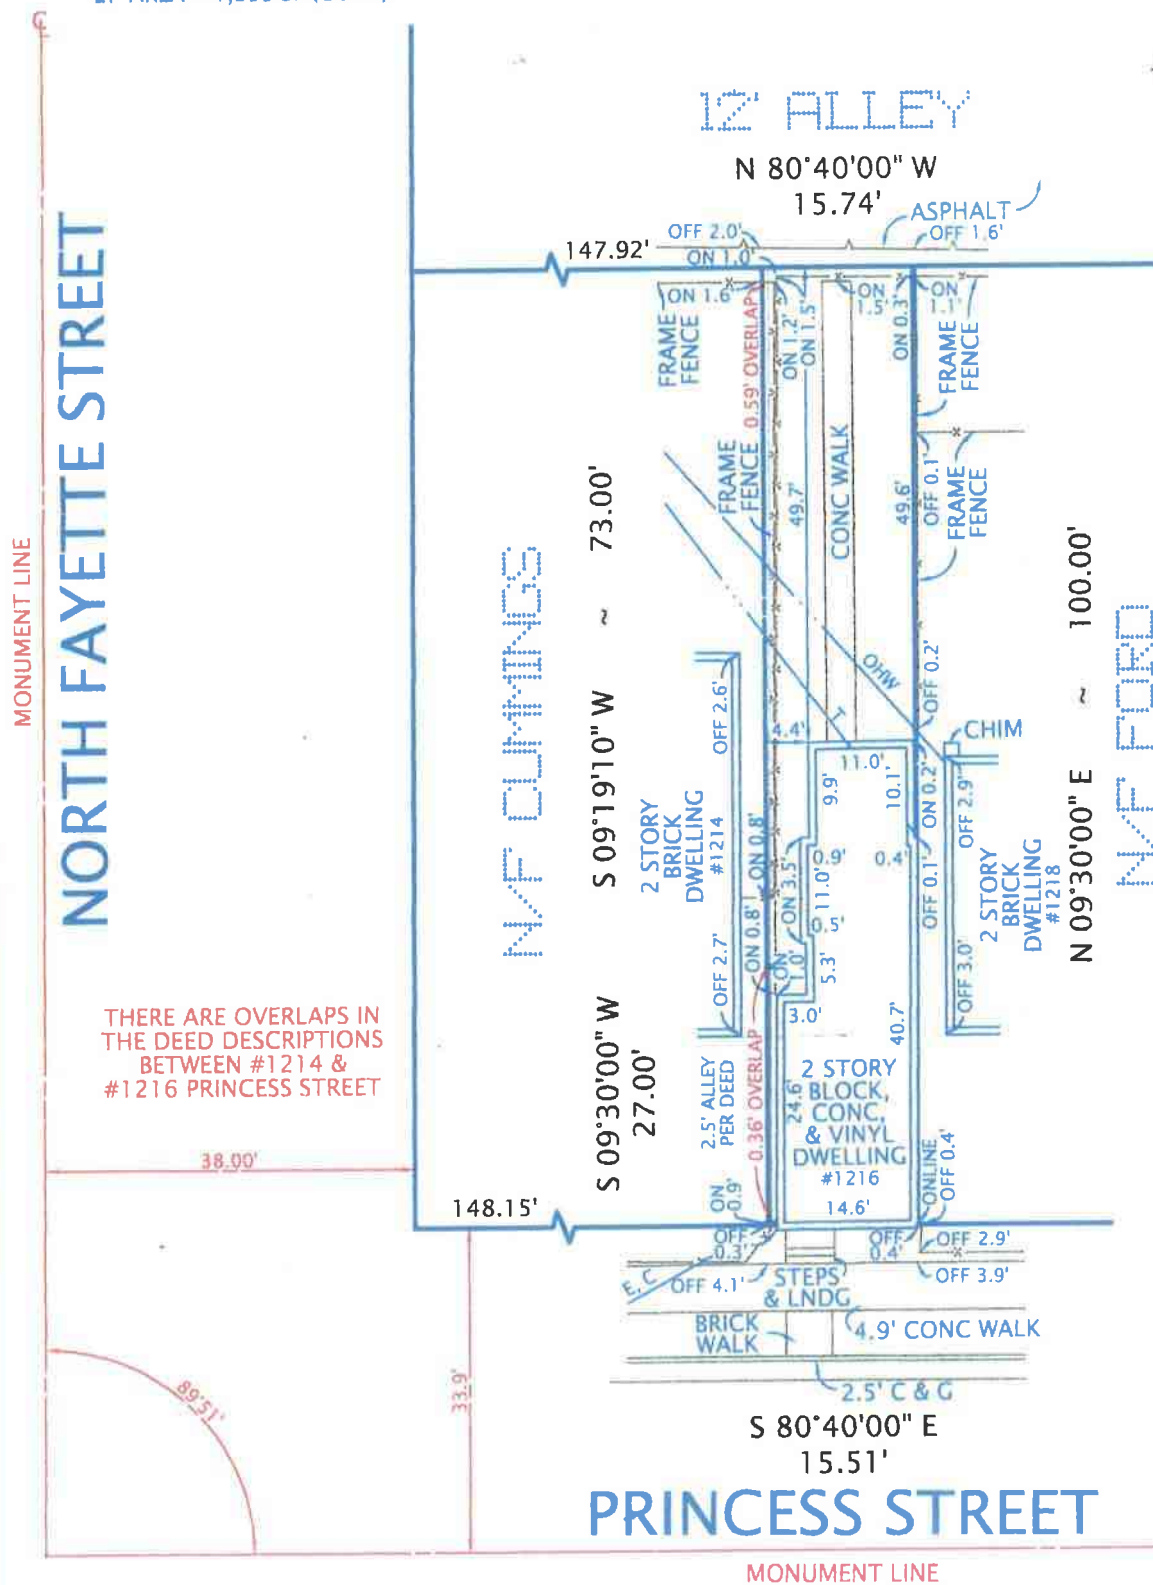 ℄
12' ALLEY
N 80°40'00" W
15.74'
ASPHALT
OFF 2.0'
OFF 1.6'
147.92'
ON 1.0'
ON 1.6'
ON 1.5'
ON 1.1'
FRAME
FENCE
0.59' OVERLAP
ON 1.2'
ON 1.5'
ON 0.3'
FRAME
FENCE
NORTH FAYETTE STREET
MONUMENT LINE
FRAME
FENCE
49.7'
CONC WALK
49.6'
OFF 0.1'
FRAME
FENCE
N/F CUMMINGS
S 09°19'10" W ~ 73.00'
N 09°30'00" E ~ 100.00'
N/F FORD
OHW
T
OFF 0.2'
CHIM
OFF 2.6'
4.4'
11.0'
9.9'
10.1'
ON 0.2'
OFF 2.9'
2 STORY
BRICK
DWELLING
#1214
ON 0.8'
ON 0.8'
ON 3.5'
0.9'
0.4'
11.0'
OFF 0.1'
0.5'
2 STORY
BRICK
DWELLING
#1218
OFF 2.7'
ON
1.0'
5.3'
OFF 3.0'
3.0'
40.7'
S 09°30'00" W
27.00'
2.5' ALLEY
PER DEED
0.36' OVERLAP
24.6'
2 STORY
BLOCK,
CONC,
& VINYL
DWELLING
#1216
14.6'
THERE ARE OVERLAPS IN
THE DEED DESCRIPTIONS
BETWEEN #1214 &
#1216 PRINCESS STREET
38.00'
148.15'
ON
0.9'
ONLINE
OFF 0.4'
OFF
0.3'
OFF
0.4'
OFF 2.9'
E, C
OFF 4.1'
STEPS
& LNDG
OFF 3.9'
BRICK
WALK
4.9' CONC WALK
2.5' C & G
89°51'
33.9'
S 80°40'00" E
15.51'
PRINCESS STREET
MONUMENT LINE